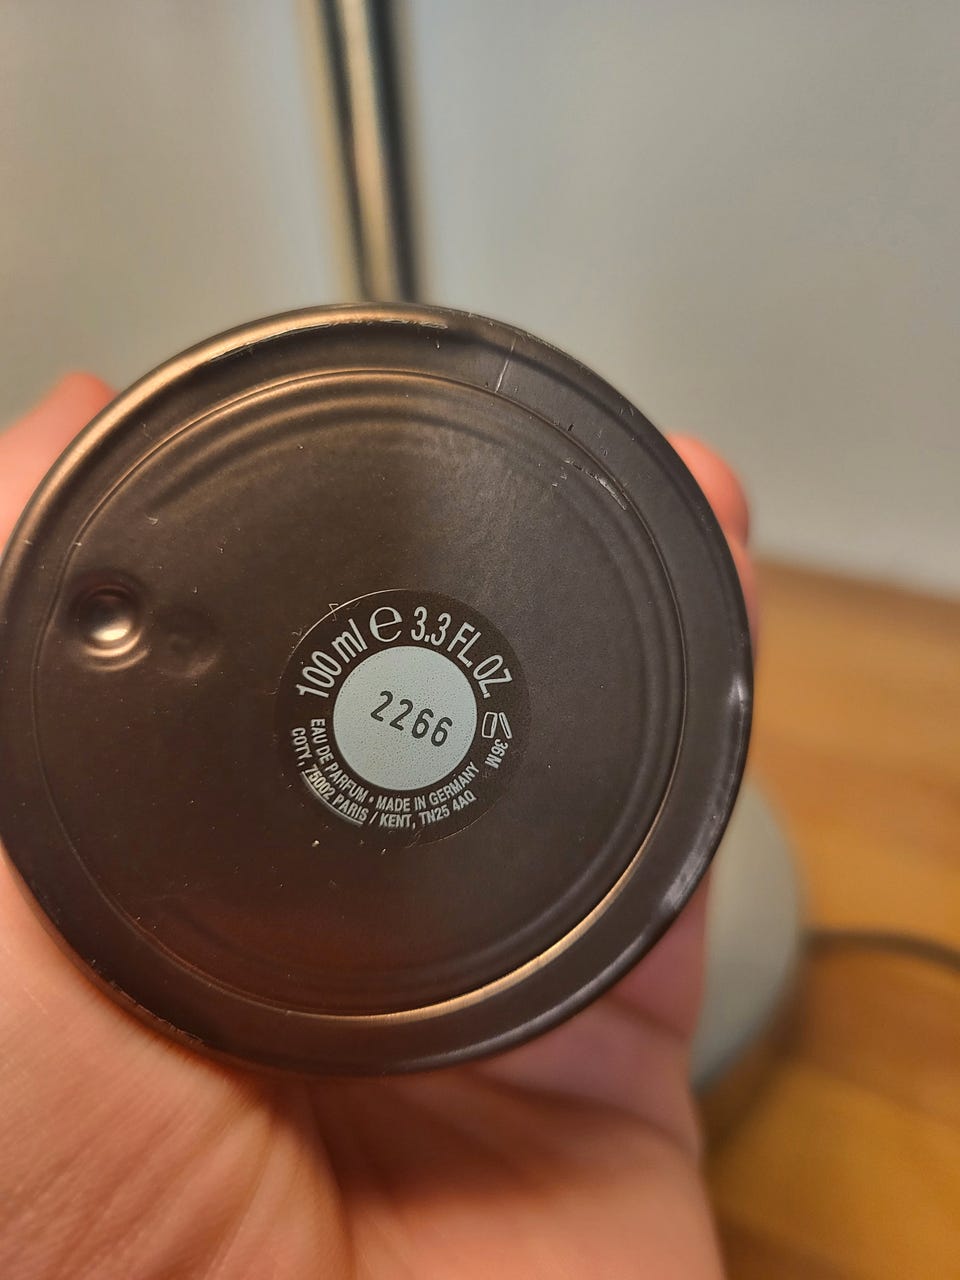 100 ml e 3.3 FL.OZ.
36M
2266
EAU DE PARFUM • MADE IN GERMANY
COTY, 75002 PARIS / KENT, TN25 4AQ